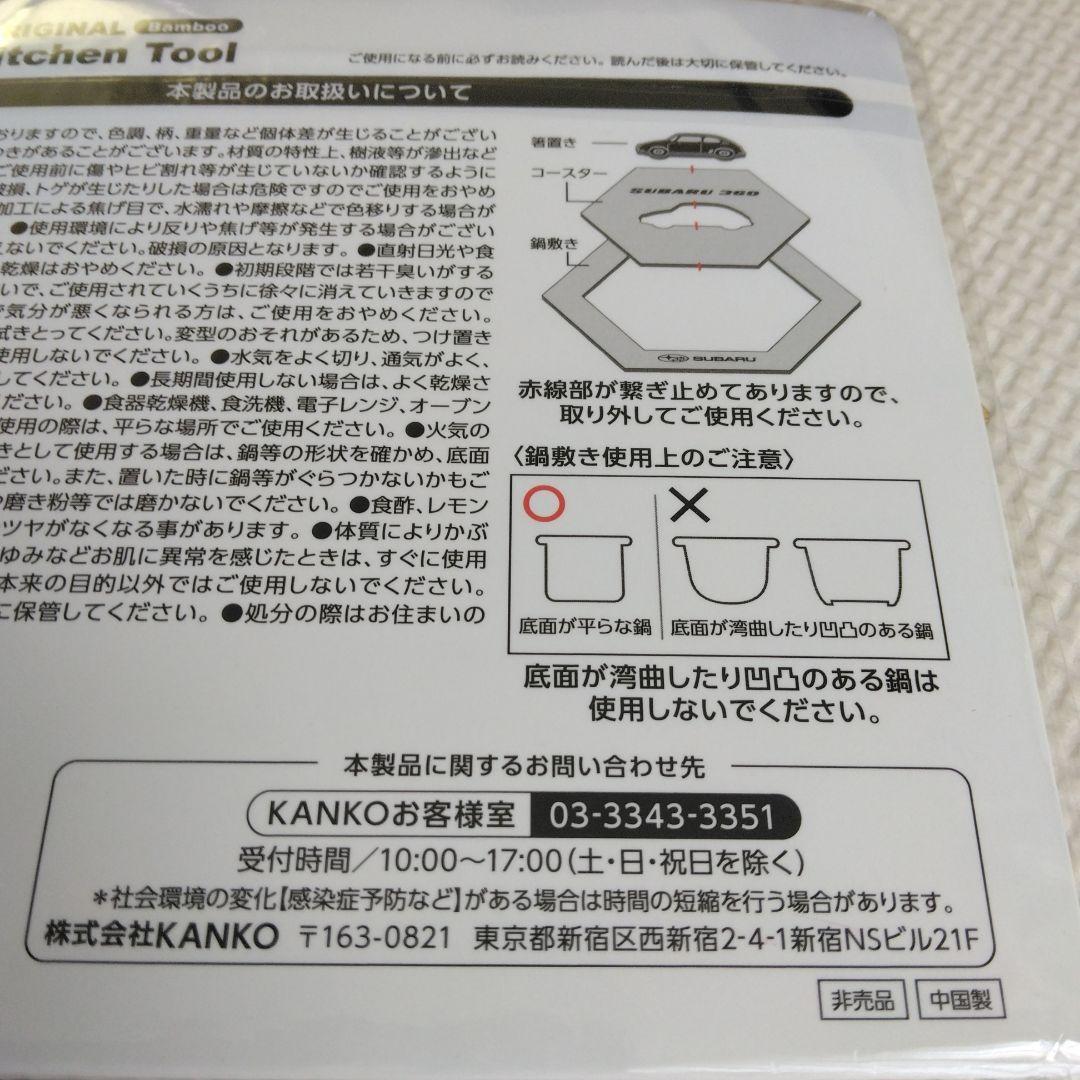 RIGINAL Bamboo
itchen Tool
ご使用になる前に必ずお読みください。読んだ後は大切に保管してください。
本製品のお取扱いについて
おりますので、色調、柄、重量など個体差が生じることがござい
つきがあることがございます。材質の特性上、樹液等が滲出など
ご使用前に傷やヒビ割れ等が生じていないか確認するように
破損、トゲが生じたりした場合は危険ですのでご使用をおやめ
加工による焦げ目で、水濡れや摩擦などで色移りする場合が
●使用環境により反りや焦げ等が発生する場合がござい
えないでください。破損の原因となります。●直射日光や食
乾燥はおやめください。●初期段階では若干臭いがする
いで、ご使用されていくうちに徐々に消えていきますので
で気分が悪くなられる方は、ご使用をおやめください。
拭きとってください。変型のおそれがあるため、つけ置き
使用しないでください。●水気をよく切り、通気がよく、
してください。●長期間使用しない場合は、よく乾燥さ
ださい。●食器乾燥機、食洗機、電子レンジ、オーブン
使用の際は、平らな場所でご使用ください。●火気の
きとして使用する場合は、鍋等の形状を確かめ、底面
ださい。また、置いた時に鍋等がぐらつかないかもご
や磨き粉等では磨かないでください。●食酢、レモン
ツヤがなくなる事があります。●体質によりかぶ
ゆみなどお肌に異常を感じたときは、すぐに使用
本来の目的以外ではご使用しないでください。
に保管してください。●処分の際はお住まいの
箸置き
コースター
SUBARU 360
鍋敷き
SUBARU
赤線部が繋ぎ止めてありますので、
取り外してご使用ください。
〈鍋敷き使用上のご注意〉
底面が平らな鍋
底面が湾曲したり凹凸のある鍋
底面が湾曲したり凹凸のある鍋は
使用しないでください。
本製品に関するお問い合わせ先
KANKOお客様室 03-3343-3351
受付時間/10:00~17:00(土・日・祝日を除く)
*社会環境の変化【感染症予防など】がある場合は時間の短縮を行う場合があります。
株式会社KANKO 〒163-0821 東京都新宿区西新宿2-4-1新宿NSビル21F
非売品 中国製